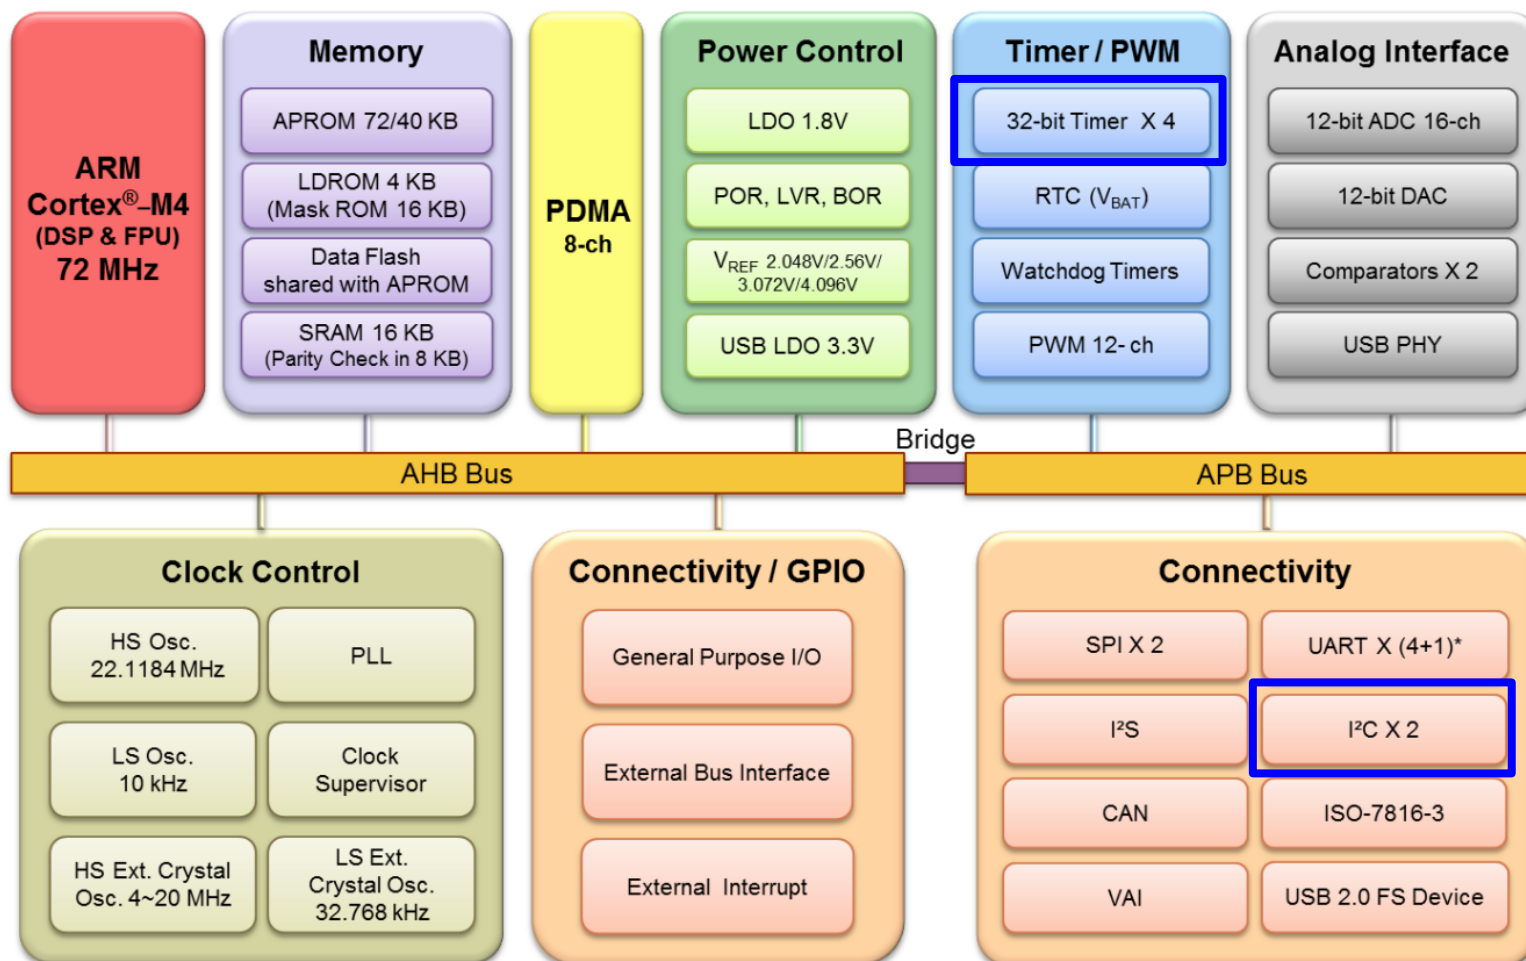 ARM
Cortex®–M4
(DSP & FPU)
72 MHz
Memory
APROM 72/40 KB
LDROM 4 KB
(Mask ROM 16 KB)
Data Flash
shared with APROM
SRAM 16 KB
(Parity Check in 8 KB)
PDMA
8-ch
Power Control
LDO 1.8V
POR, LVR, BOR
VREF 2.048V/2.56V/
3.072V/4.096V
USB LDO 3.3V
Timer / PWM
32-bit Timer X 4
RTC (VBAT)
Watchdog Timers
PWM 12- ch
Analog Interface
12-bit ADC 16-ch
12-bit DAC
Comparators X 2
USB PHY
AHB Bus
Bridge
APB Bus
Clock Control
HS Osc.
22.1184 MHz
PLL
LS Osc.
10 kHz
Clock
Supervisor
HS Ext. Crystal
Osc. 4~20 MHz
LS Ext.
Crystal Osc.
32.768 kHz
Connectivity / GPIO
General Purpose I/O
External Bus Interface
External Interrupt
Connectivity
SPI X 2
UART X (4+1)*
I²S
I²C X 2
CAN
ISO-7816-3
VAI
USB 2.0 FS Device